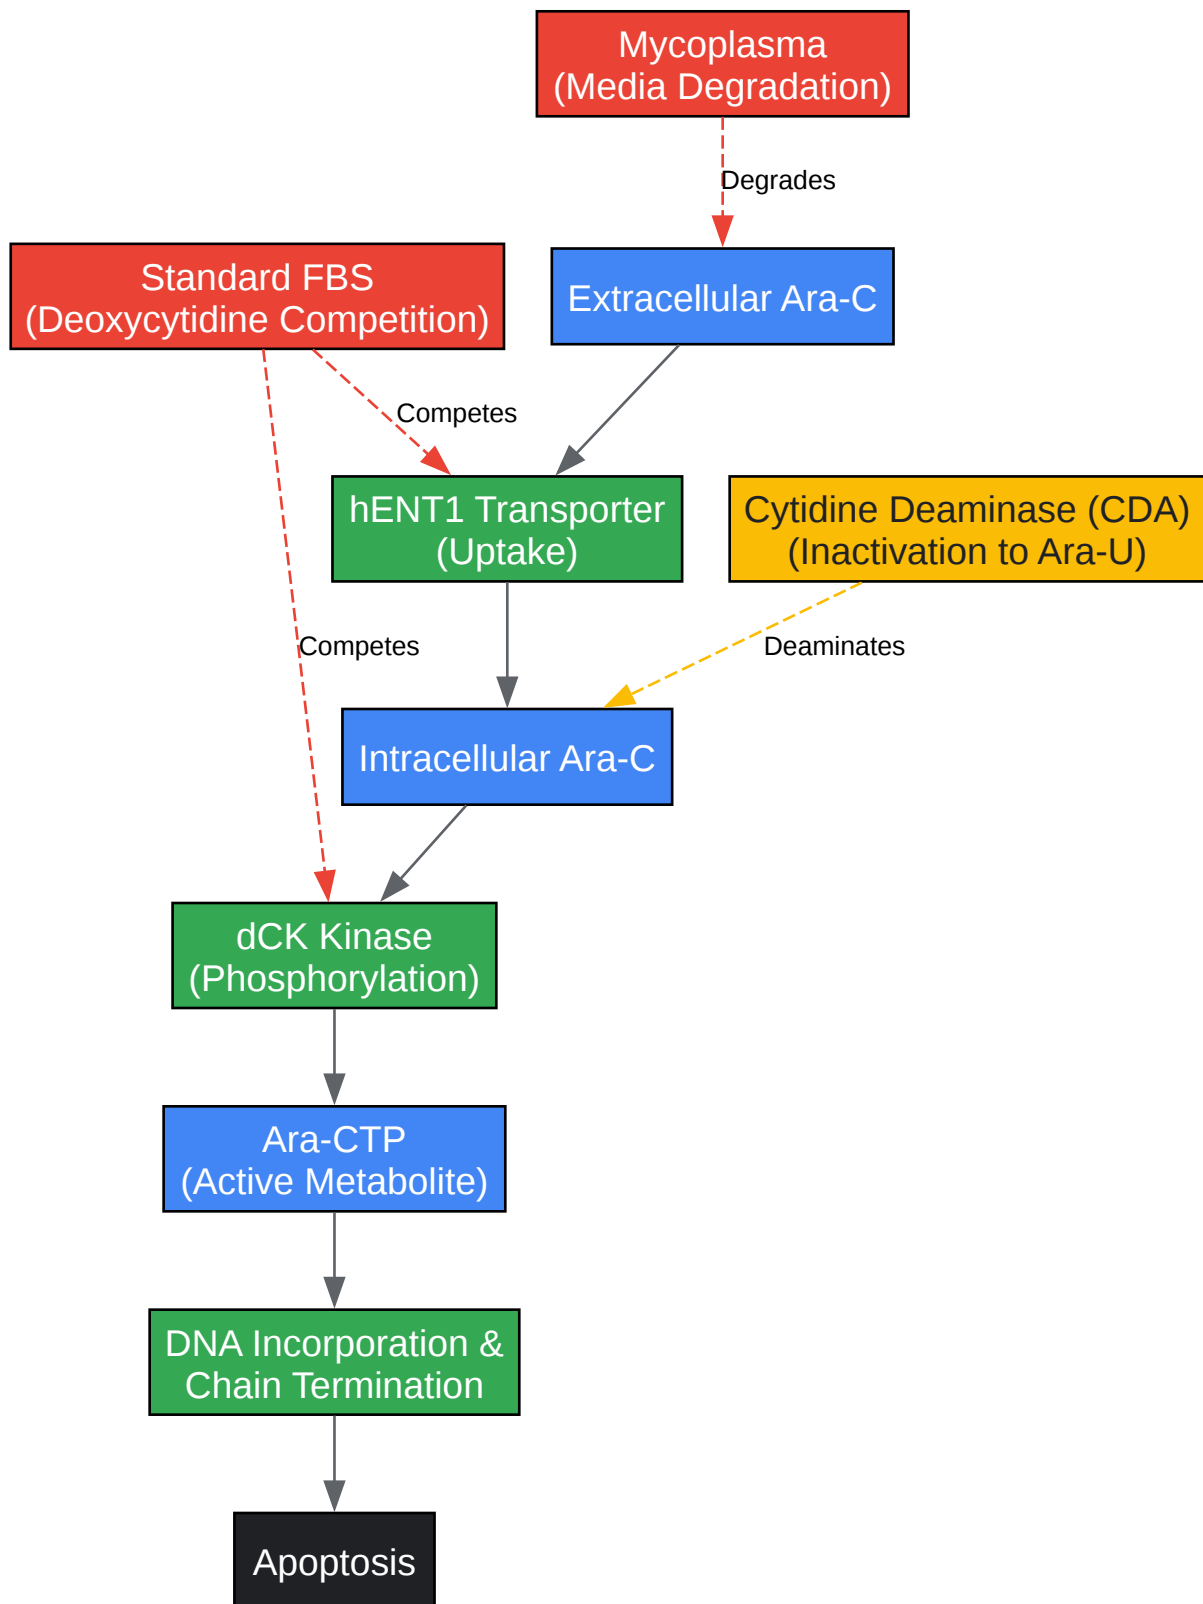 Mycoplasma
(Media Degradation)
Degrades
Standard FBS
(Deoxycytidine Competition)
Extracellular Ara-C
Competes
hENT1 Transporter
(Uptake)
Cytidine Deaminase (CDA)
(Inactivation to Ara-U)
Competes
Deaminates
Intracellular Ara-C
dCK Kinase
(Phosphorylation)
Ara-CTP
(Active Metabolite)
DNA Incorporation &
Chain Termination
Apoptosis